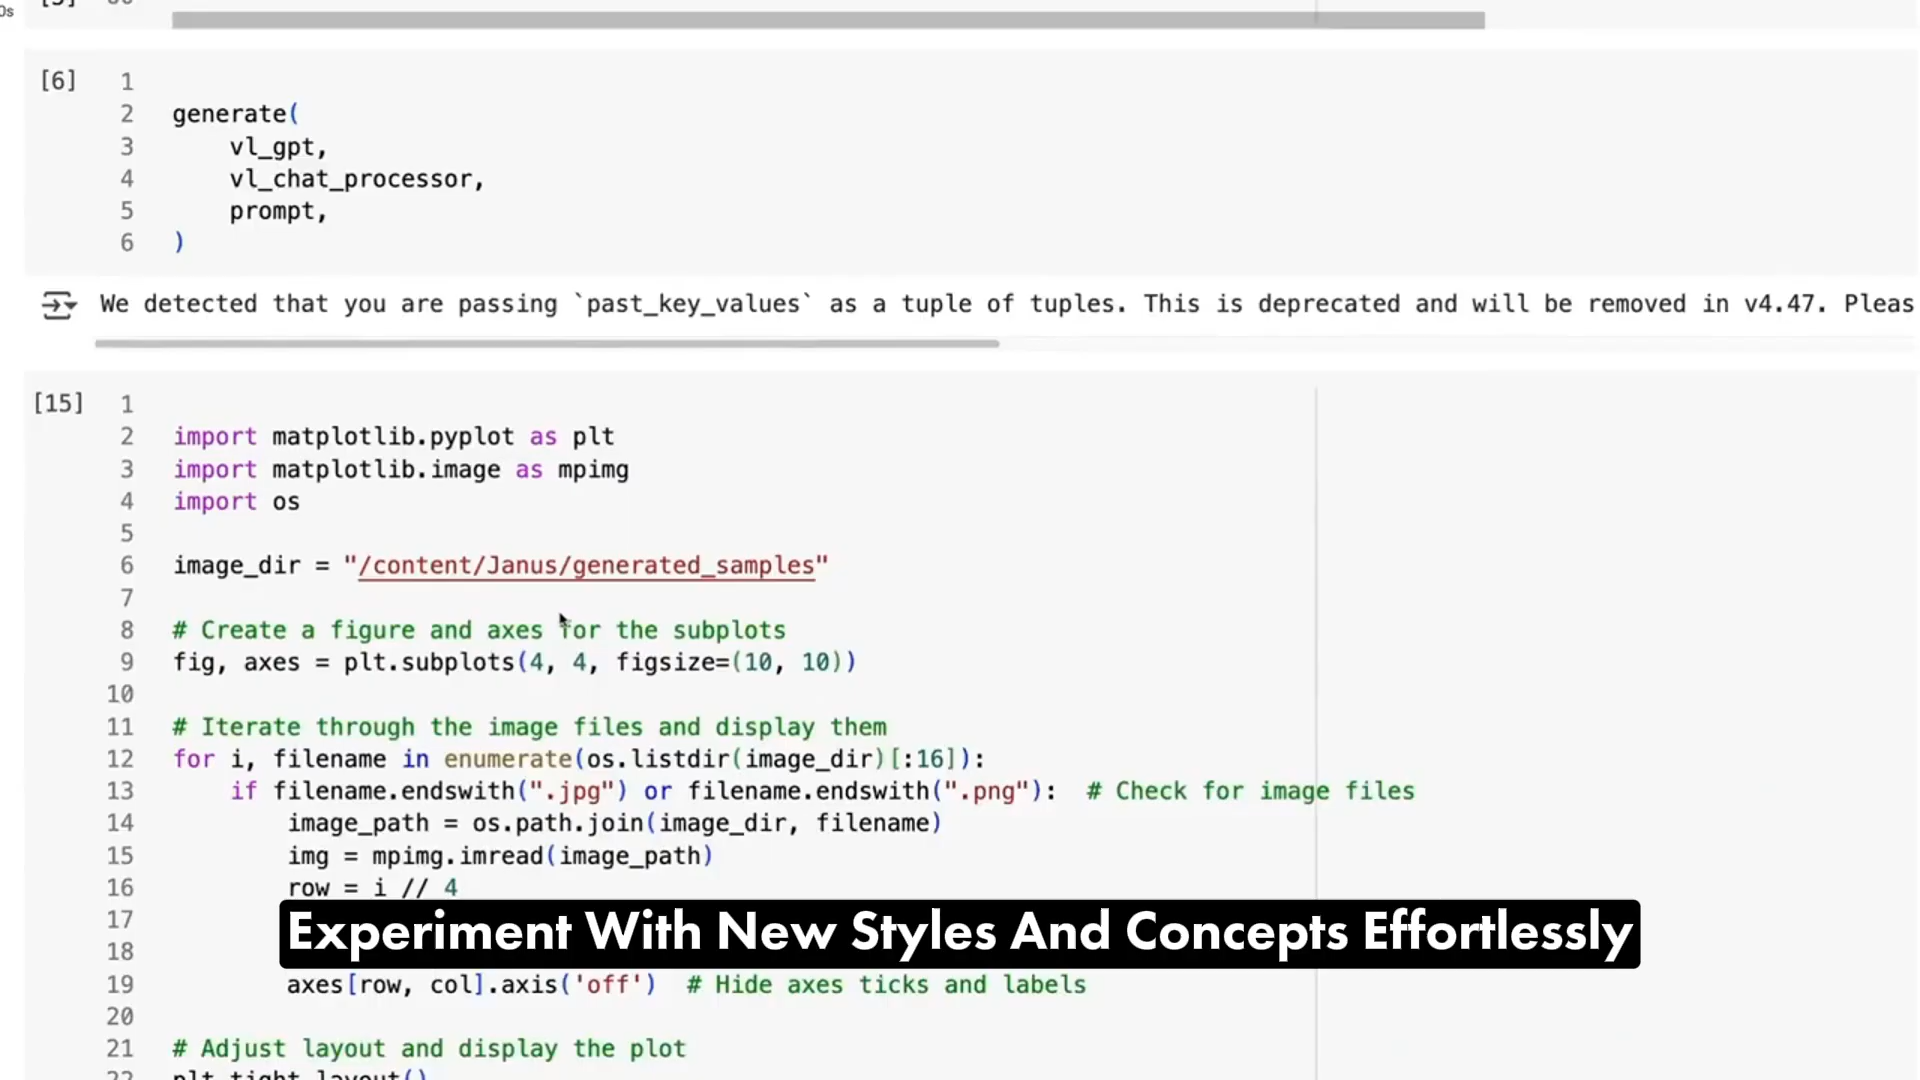 [6] 1
2 generate(
3 vl_gpt,
4 vl_chat_processor,
5 prompt,
6 )
We detected that you are passing `past_key_values` as a tuple of tuples. This is deprecated and will be removed in v4.47. Pleas
[15] 1
2 import matplotlib.pyplot as plt
3 import matplotlib.image as mpimg
4 import os
5
6 image_dir = "/content/Janus/generated_samples"
7
8 # Create a figure and axes for the subplots
9 fig, axes = plt.subplots(4, 4, figsize=(10, 10))
10
11 # Iterate through the image files and display them
12 for i, filename in enumerate(os.listdir(image_dir)[:16]):
13 if filename.endswith(".jpg") or filename.endswith(".png"): # Check for image files
14 image_path = os.path.join(image_dir, filename)
15 img = mpimg.imread(image_path)
16 row = i // 4
17
Experiment With New Styles And Concepts Effortlessly
18
19 axes[row, col].axis('off') # Hide axes ticks and labels
20
21 # Adjust layout and display the plot
22 plt.tight_layout()